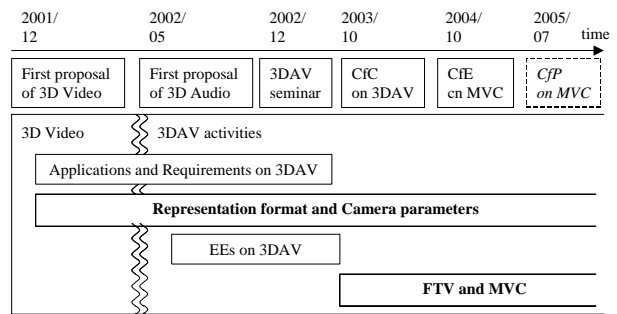 2001/ 2002/ 2002/ 2003/ 2004/ 2005/
12 05 12 10 10 07 time
First proposal First proposal 3DAV CfC CfE CfP
of 3D Video of 3D Audio seminar on 3DAV cn MVC on MVC
3D Video 3DAV activities
Applications and Requirements on 3DAV
Representation format and Camera parameters
EEs on 3DAV
FTV and MVC